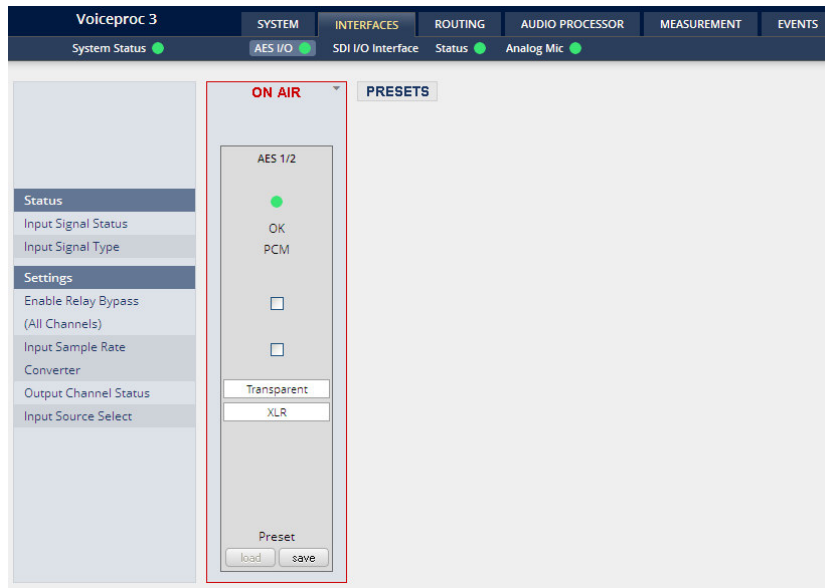 Voiceproc 3
SYSTEM INTERFACES ROUTING AUDIO PROCESSOR MEASUREMENT EVENTS
System Status AES I/O SDI I/O Interface Status Analog Mic
ON AIR PRESETS
AES 1/2
Status
Input Signal Status OK
Input Signal Type PCM
Settings
Enable Relay Bypass
(All Channels)
Input Sample Rate
Converter
Output Channel Status Transparent
Input Source Select XLR
Preset
load save